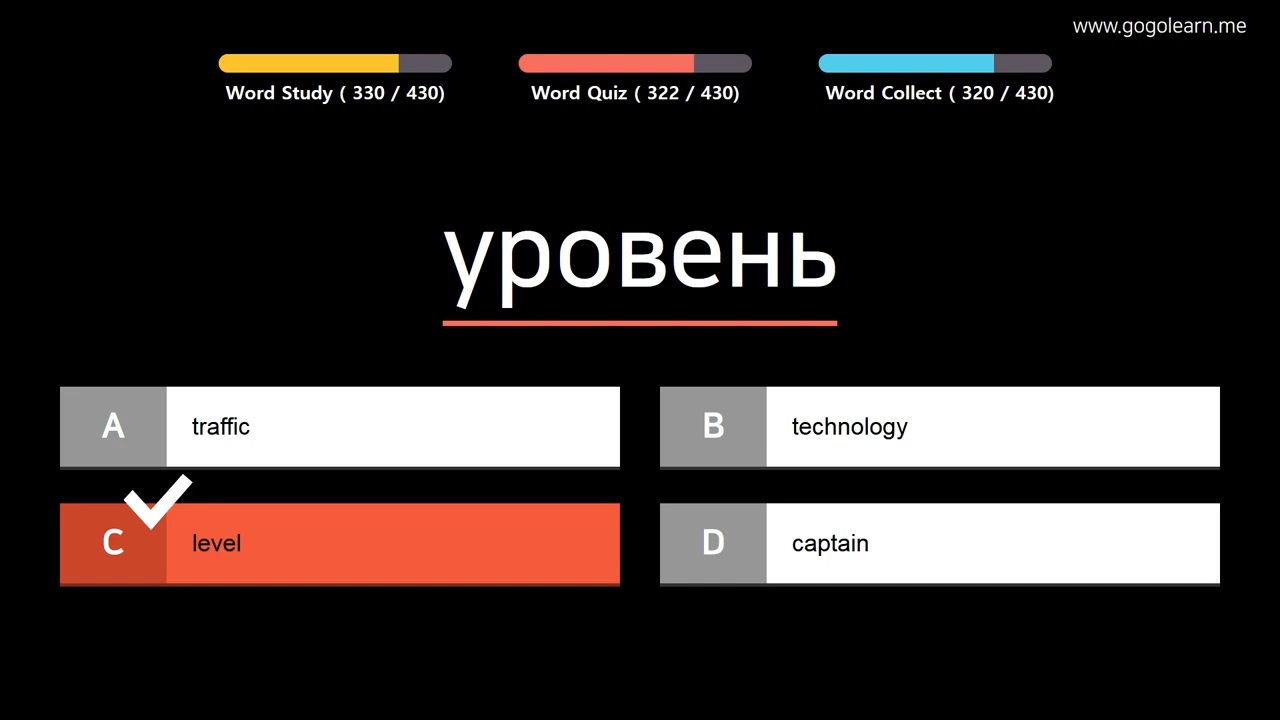 www.gogolearn.me
Word Study ( 330 / 430)
Word Quiz ( 322 / 430)
Word Collect ( 320 / 430)
уровень
A traffic
B technology
C level
D captain